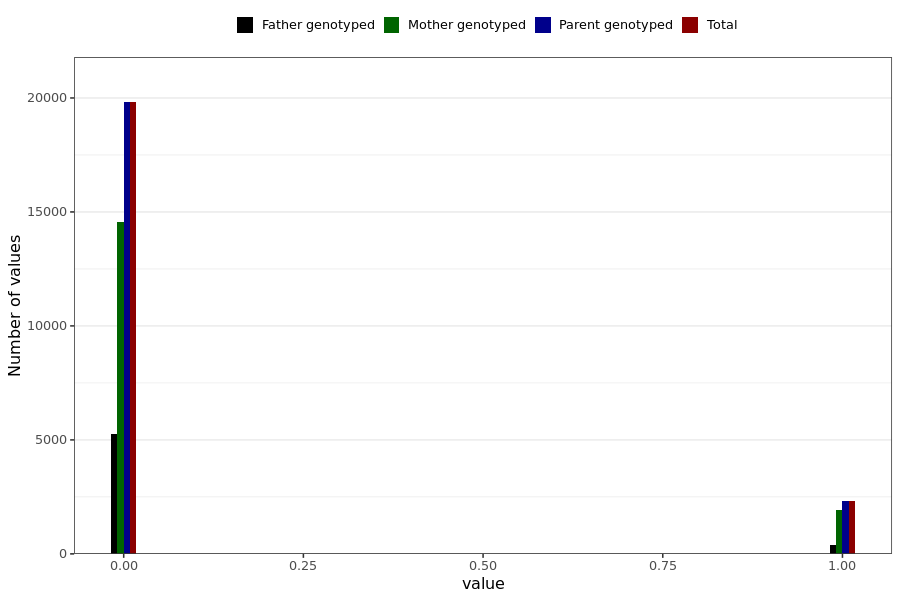 Father genotyped Mother genotyped Parent genotyped Total
Number of values
20000
15000
10000
5000
0
0.00 0.25 0.50 0.75 1.00
value